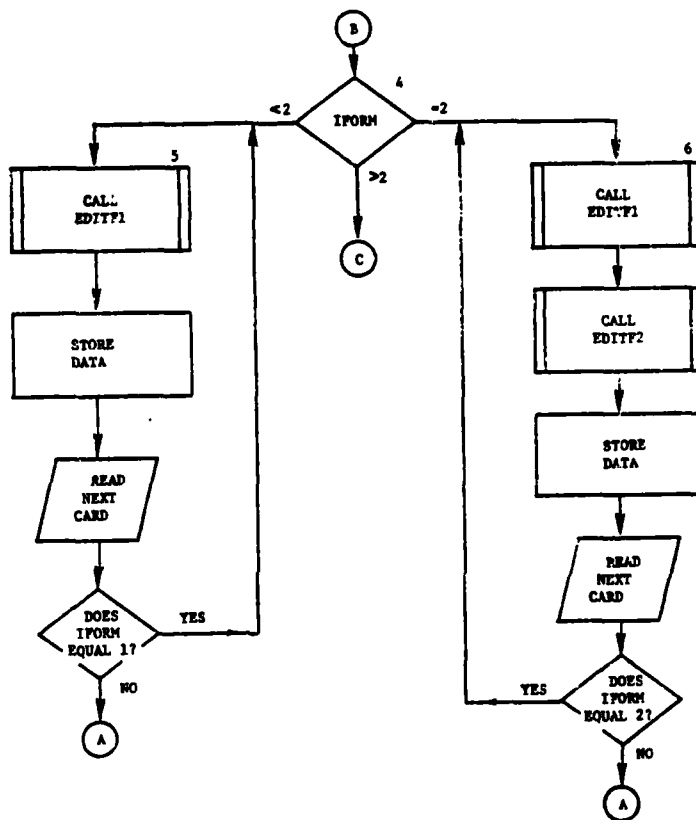 B
4
<2
IFORM
=2
>2
C
5
CALL
EDITF1
STORE
DATA
READ
NEXT
CARD
DOES
IFORM
EQUAL 1?
YES
NO
A
6
CALL
EDITF1
CALL
EDITF2
STORE
DATA
READ
NEXT
CARD
DOES
IFORM
EQUAL 2?
YES
NO
A